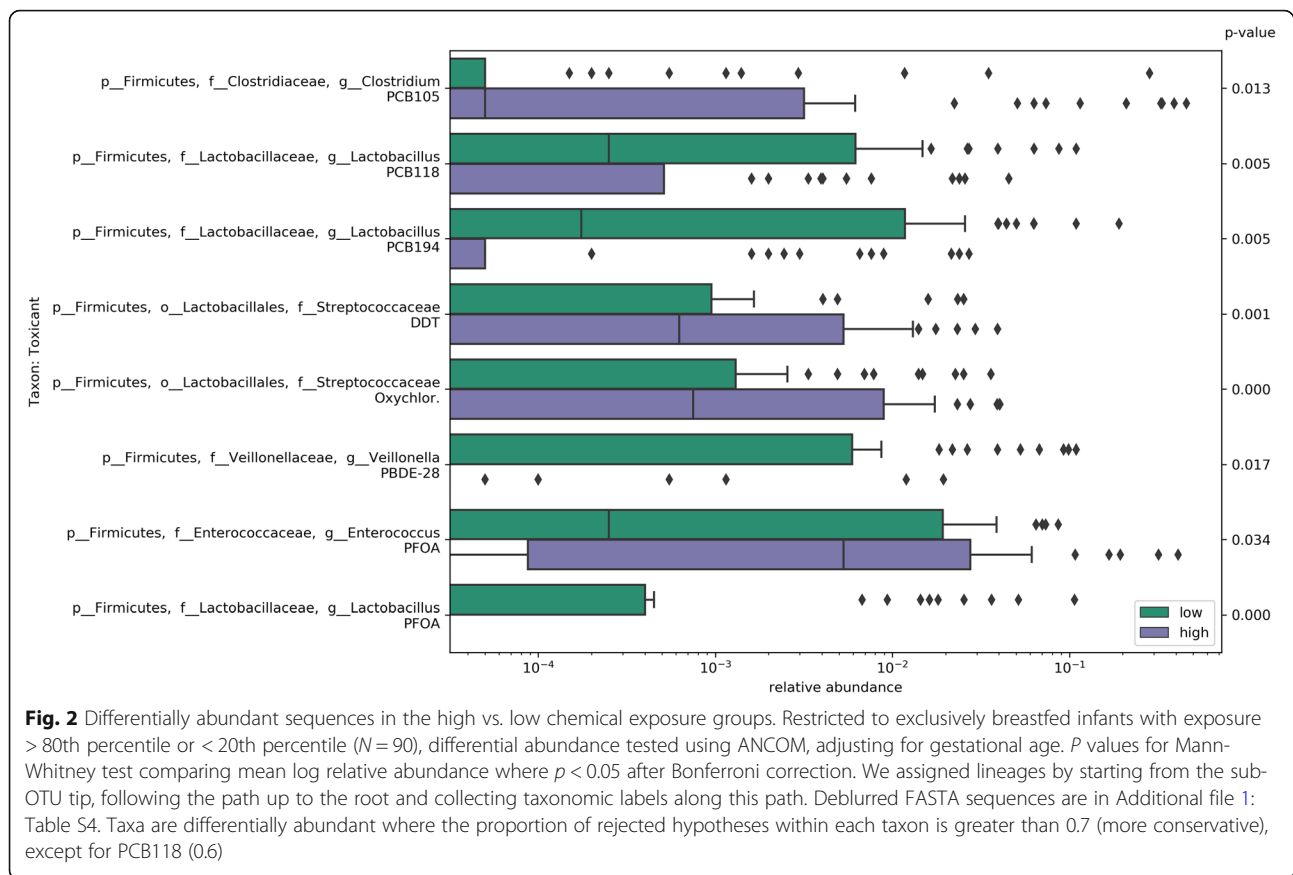 p-value
p__Firmicutes, f__Clostridiaceae, g__Clostridium
PCB105
0.013
p__Firmicutes, f__Lactobacillaceae, g__Lactobacillus
PCB118
0.005
p__Firmicutes, f__Lactobacillaceae, g__Lactobacillus
PCB194
0.005
p__Firmicutes, o__Lactobacillales, f__Streptococcaceae
DDT
0.001
p__Firmicutes, o__Lactobacillales, f__Streptococcaceae
Oxychlor.
0.000
p__Firmicutes, f__Veillonellaceae, g__Veillonella
PBDE-28
0.017
p__Firmicutes, f__Enterococcaceae, g__Enterococcus
PFOA
0.034
p__Firmicutes, f__Lactobacillaceae, g__Lactobacillus
PFOA
0.000
Taxon: Toxicant
low
high
10⁻⁴ 10⁻³ 10⁻² 10⁻¹
relative abundance
Fig. 2 Differentially abundant sequences in the high vs. low chemical exposure groups. Restricted to exclusively breastfed infants with exposure
> 80th percentile or < 20th percentile (N = 90), differential abundance tested using ANCOM, adjusting for gestational age. P values for Mann-
Whitney test comparing mean log relative abundance where p < 0.05 after Bonferroni correction. We assigned lineages by starting from the sub-
OTU tip, following the path up to the root and collecting taxonomic labels along this path. Deblurred FASTA sequences are in Additional file 1:
Table S4. Taxa are differentially abundant where the proportion of rejected hypotheses within each taxon is greater than 0.7 (more conservative),
except for PCB118 (0.6)